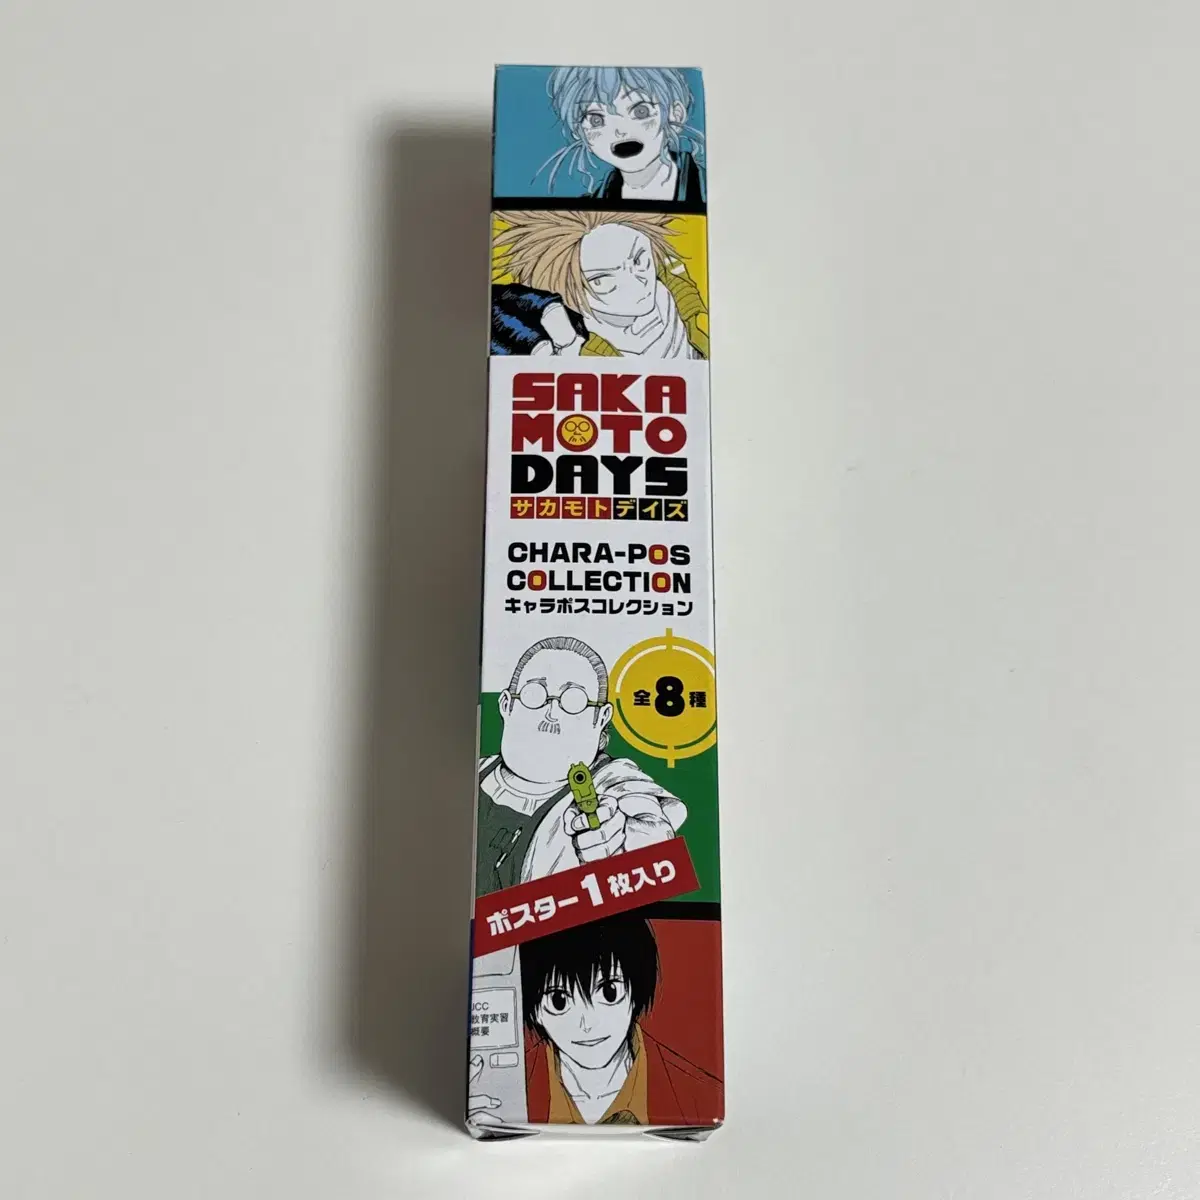 SAKA
MOTO
DAYS
サカモトデイズ
CHARA-POS
COLLECTION
キャラポスコレクション
全8種
ポスター1枚入り
JCC
教育実習
概要